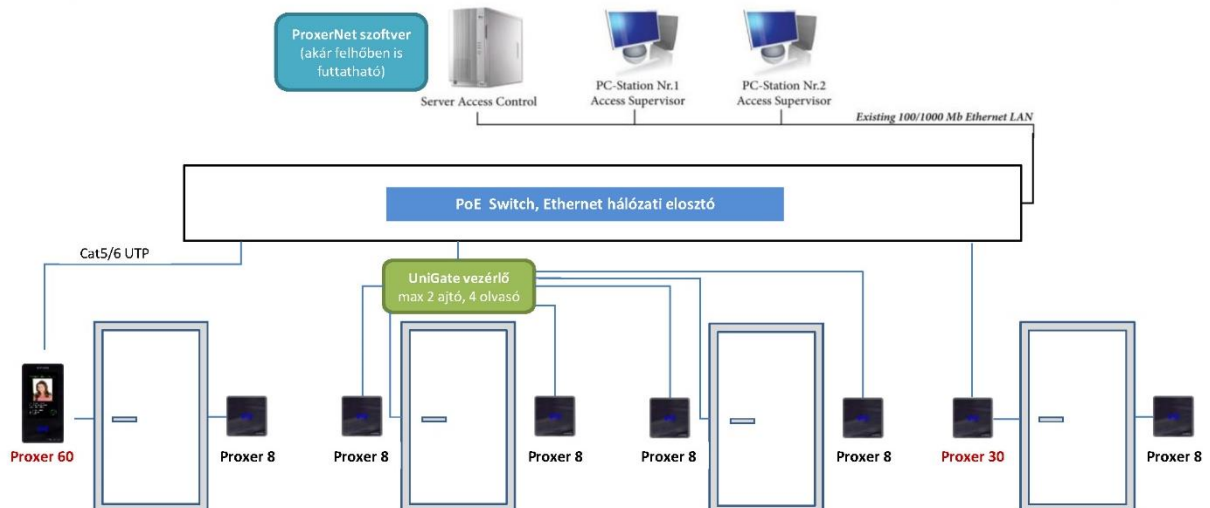 ProxerNet szoftver
(akár felhőben is
futtatható)
Server Access Control
PC-Station Nr.1
Access Supervisor
PC-Station Nr.2
Access Supervisor
Existing 100/1000 Mb Ethernet LAN
PoE Switch, Ethernet hálózati elosztó
Cat5/6 UTP
UniGate vezérlő
max 2 ajtó, 4 olvasó
Proxer 60
Proxer 8
Proxer 8
Proxer 8
Proxer 8
Proxer 8
Proxer 30
Proxer 8